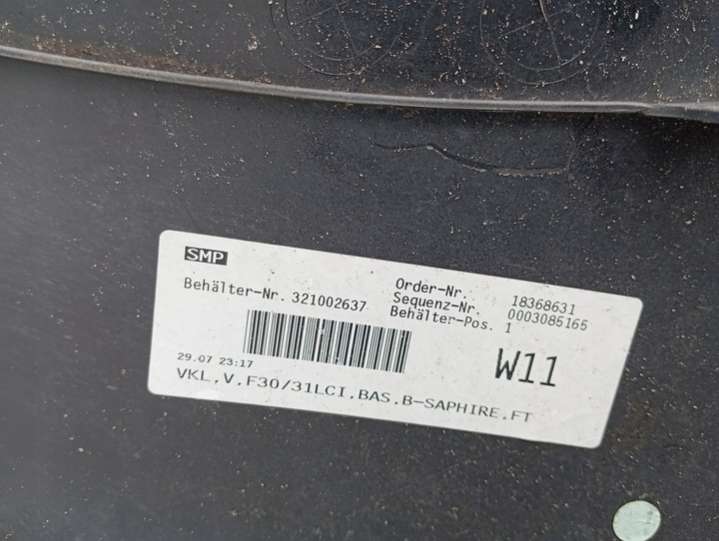 SMP
Behälter-Nr. 321002637
Order-Nr. 18368631
Sequenz-Nr. 0003085165
Behälter-Pos. 1
29.07 23:17
W11
VKL.V.F30/31LCI.BAS.B-SAPHIRE.FT